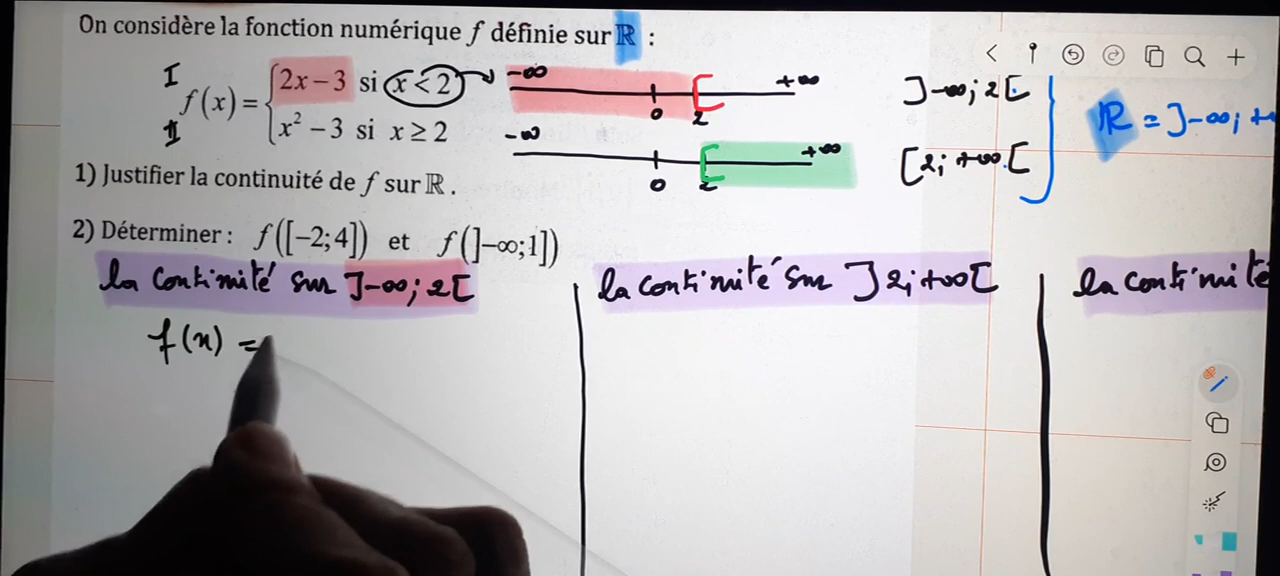 On considère la fonction numérique f définie sur ℝ :
I
f(x) = { 2x − 3 si x < 2
x² − 3 si x ≥ 2
II
-∞ 0 2 +∞
]-∞; 2[
-∞ 0 2 +∞
[2; +∞[
ℝ = ]-∞; +∞
1) Justifier la continuité de f sur ℝ.
2) Déterminer : f([−2;4]) et f(]−∞;1])
la continuité sur ]-∞; 2[
la continuité sur ]2; +∞[
la continuité
f(x) =